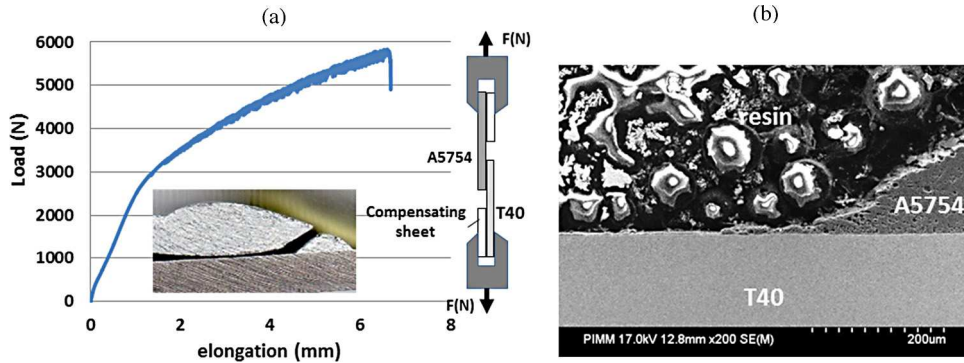 (a)
(b)
6000
5000
4000
3000
2000
1000
0
Load (N)
0 2 4 6 8
elongation (mm)
F(N)
A5754
Compensating
sheet
T40
F(N)
resin
A5754
T40
PIMM 17.0kV 12.8mm x200 SE(M)
200um